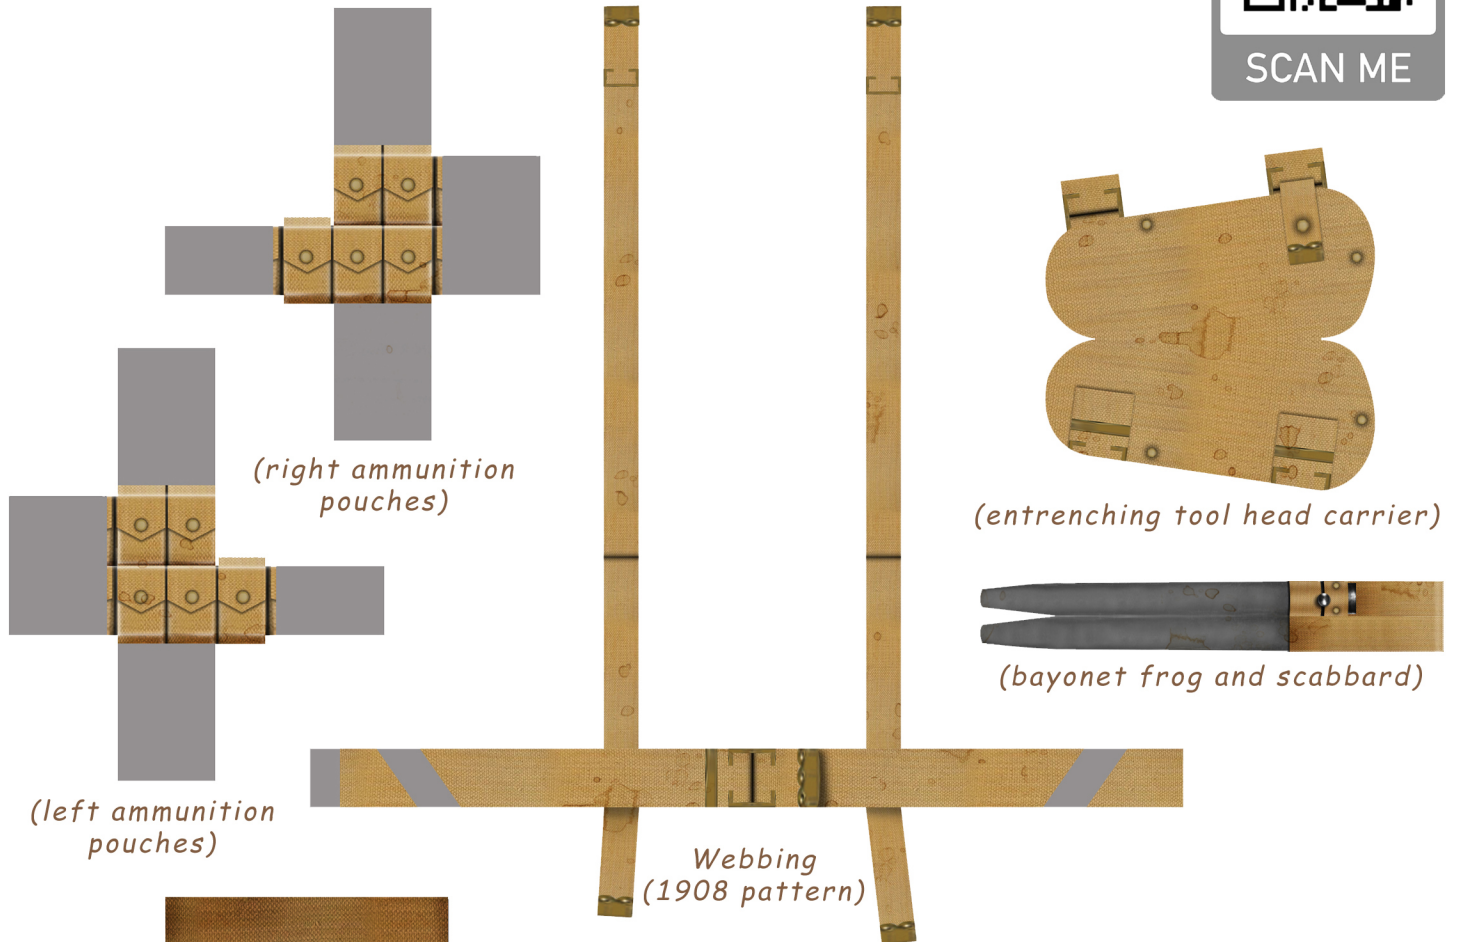 SCAN ME
(right ammunition
pouches)
(entrenching tool head carrier)
(bayonet frog and scabbard)
(left ammunition
pouches)
Webbing
(1908 pattern)